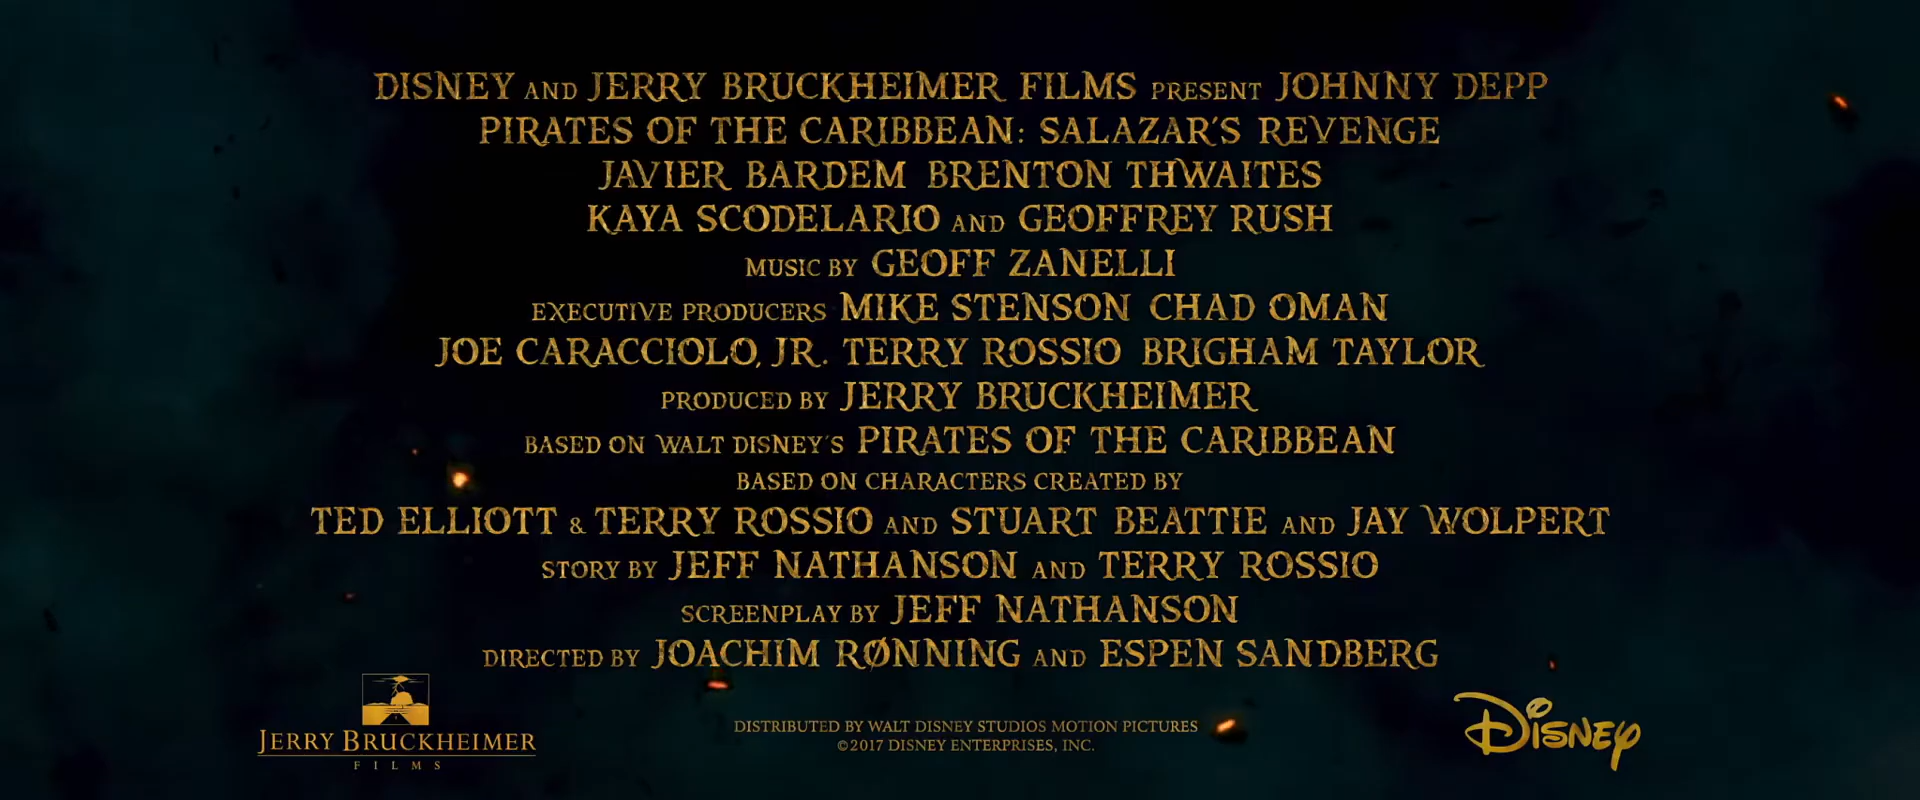 DISNEY AND JERRY BRUCKHEIMER FILMS PRESENT JOHNNY DEPP
PIRATES OF THE CARIBBEAN: SALAZAR'S REVENGE
JAVIER BARDEM BRENTON THWAITES
KAYA SCODELARIO AND GEOFFREY RUSH
MUSIC BY GEOFF ZANELLI
EXECUTIVE PRODUCERS MIKE STENSON CHAD OMAN
JOE CARACCIOLO, JR. TERRY ROSSIO BRIGHAM TAYLOR
PRODUCED BY JERRY BRUCKHEIMER
BASED ON WALT DISNEY'S PIRATES OF THE CARIBBEAN
BASED ON CHARACTERS CREATED BY
TED ELLIOTT & TERRY ROSSIO AND STUART BEATTIE AND JAY WOLPERT
STORY BY JEFF NATHANSON AND TERRY ROSSIO
SCREENPLAY BY JEFF NATHANSON
DIRECTED BY JOACHIM RØNNING AND ESPEN SANDBERG
JERRY BRUCKHEIMER
FILMS
DISTRIBUTED BY WALT DISNEY STUDIOS MOTION PICTURES
©2017 DISNEY ENTERPRISES, INC.
DISNEY